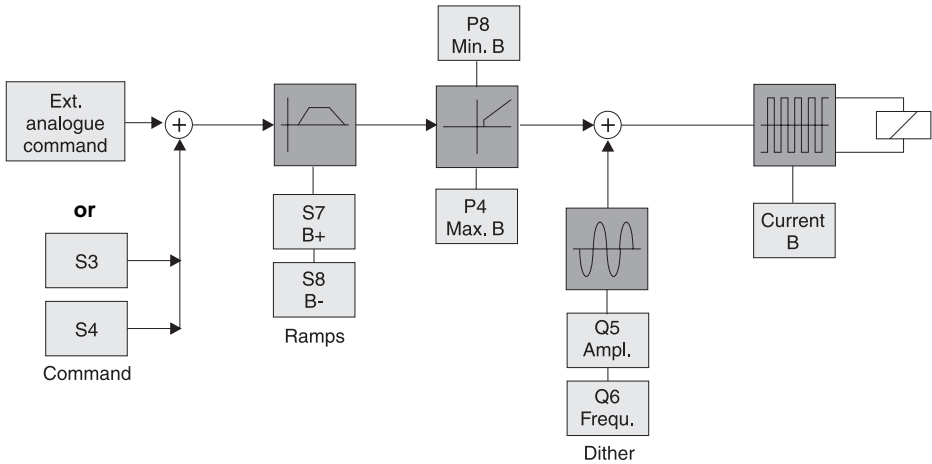 P8
Min. B
Ext.
analogue
command
+
+
or
S3
S4
Command
S7
B+
S8
B-
Ramps
P4
Max. B
Current
B
Q5
Ampl.
Q6
Frequ.
Dither